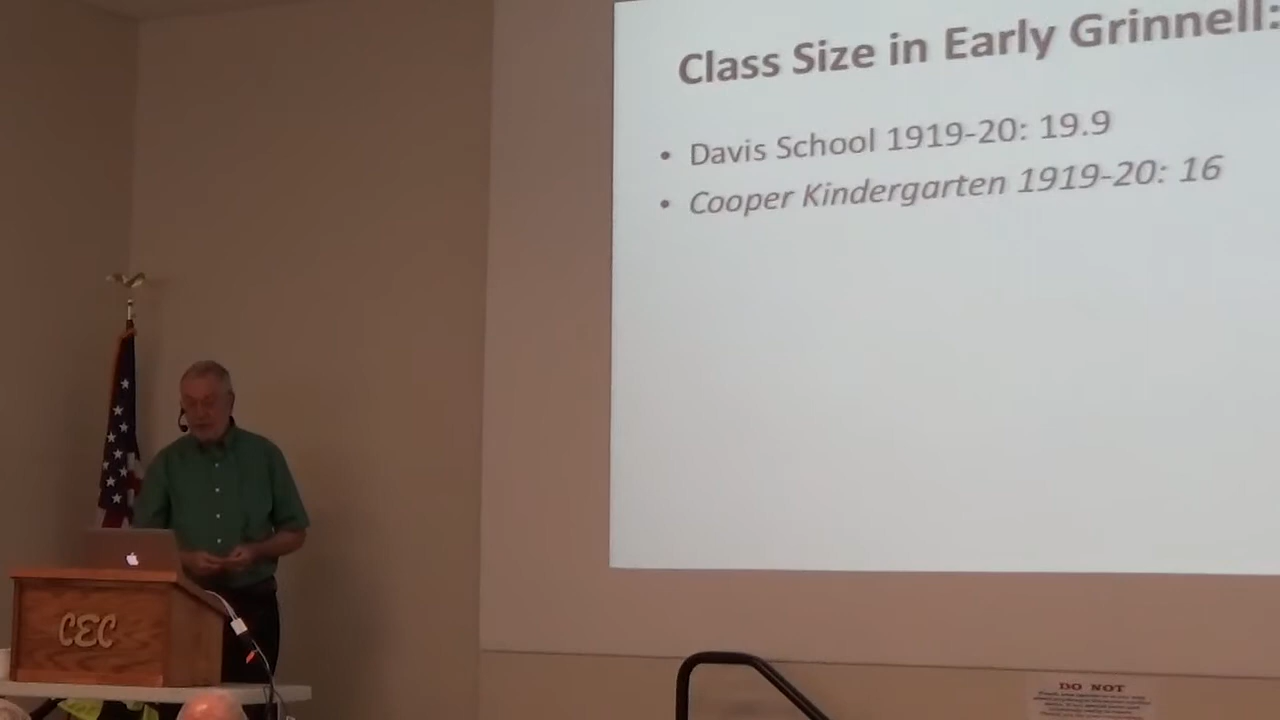 Class Size in Early Grinnell:
• Davis School 1919-20: 19.9
• Cooper Kindergarten 1919-20: 16
CEC
DO NOT